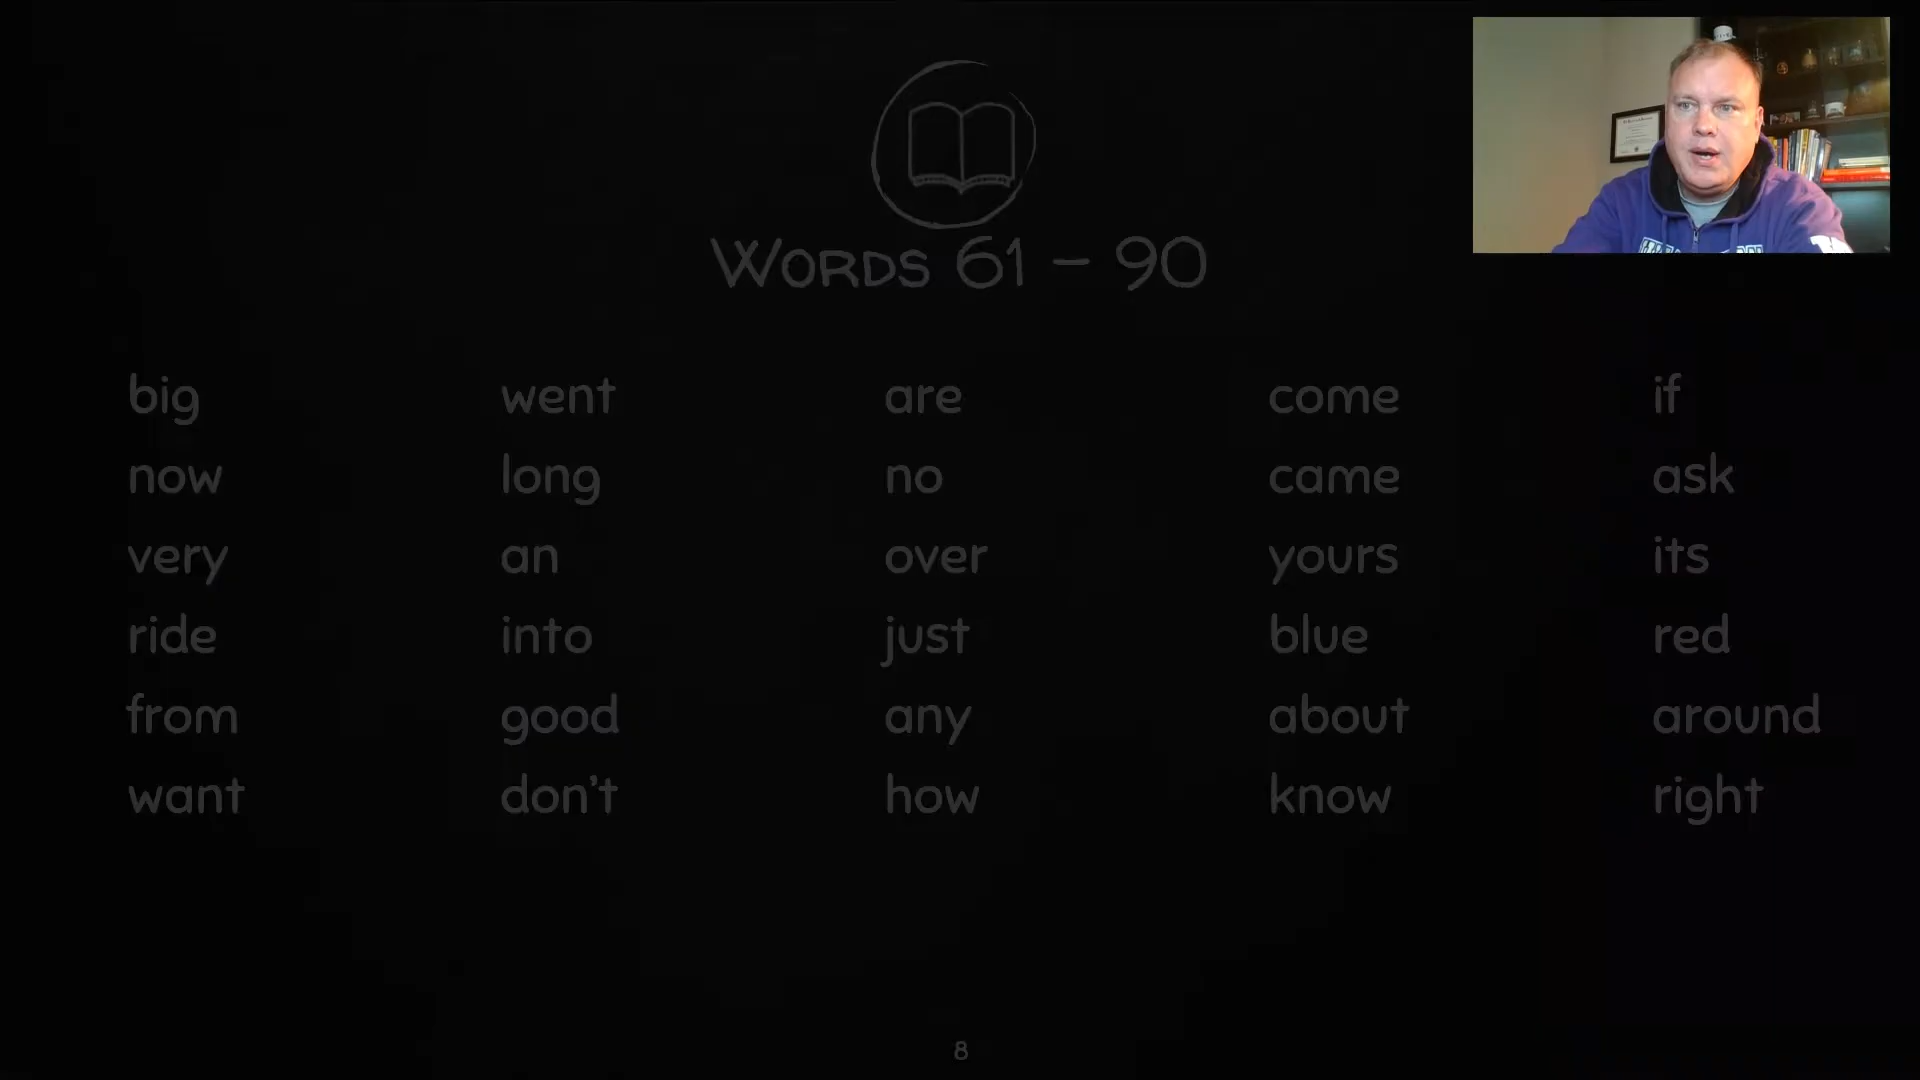 Words 61 – 90
big went are come if
now long no came ask
very an over yours its
ride into just blue red
from good any about around
want don't how know right
8